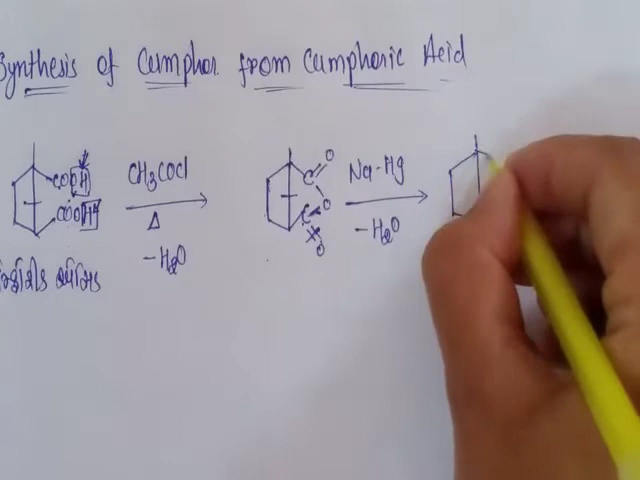 Synthesis of Camphor from Camphoric Acid
COOH CH3COCl C O Na-Hg
COOH Δ O
-H2O C -H2O
O